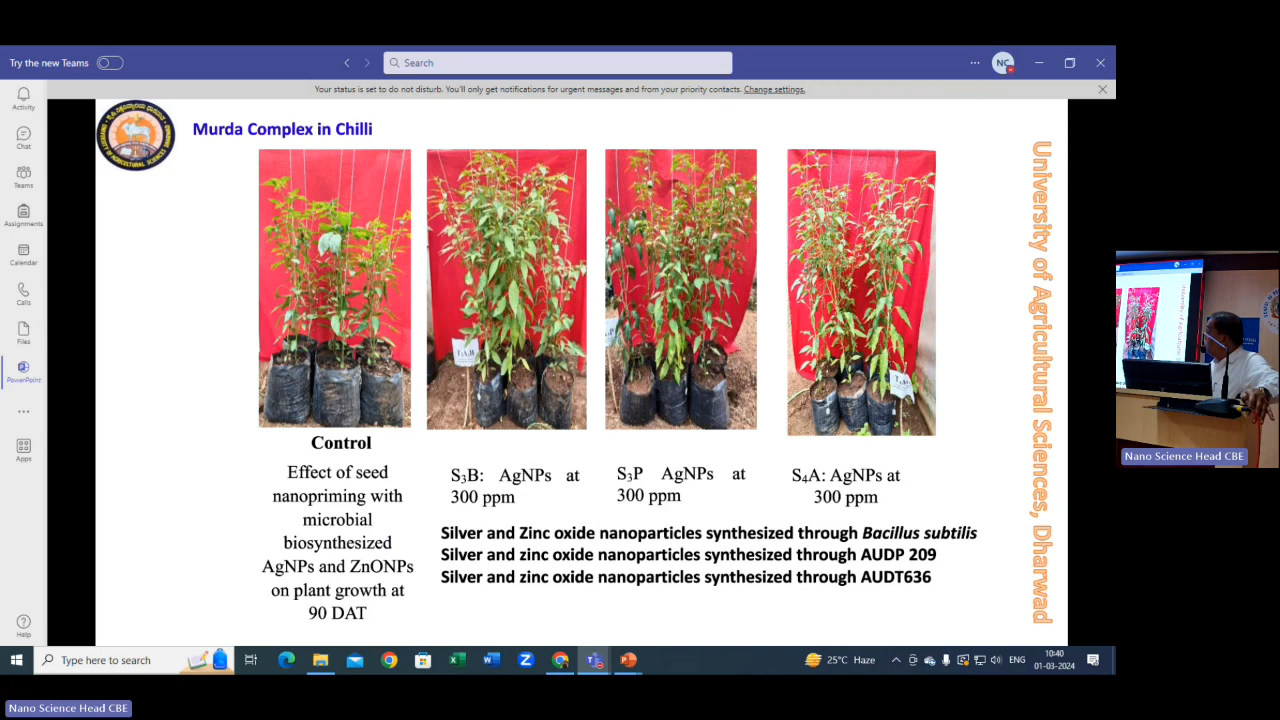 Try the new Teams
Search
NC
Your status is set to do not disturb. You'll only get notifications for urgent messages and from your priority contacts. Change settings.
Activity
Chat
Teams
Assignments
Calendar
Calls
Files
PowerPoint
Apps
Help
UNIVERSITY OF AGRICULTURAL SCIENCES
Murda Complex in Chilli
University of Agricultural Sciences, Dharwad
Control
Effect of seed
nanopriming with
microbial
biosynthesized
AgNPs and ZnONPs
on plant growth at
90 DAT
S₃B: AgNPs at
300 ppm
S₃P AgNPs at
300 ppm
S₄A: AgNPs at
300 ppm
Silver and Zinc oxide nanoparticles synthesized through Bacillus subtilis
Silver and zinc oxide nanoparticles synthesized through AUDP 209
Silver and zinc oxide nanoparticles synthesized through AUDT636
Nano Science Head CBE
Type here to search
25°C Haze
ENG
10:40
01-03-2024
Nano Science Head CBE